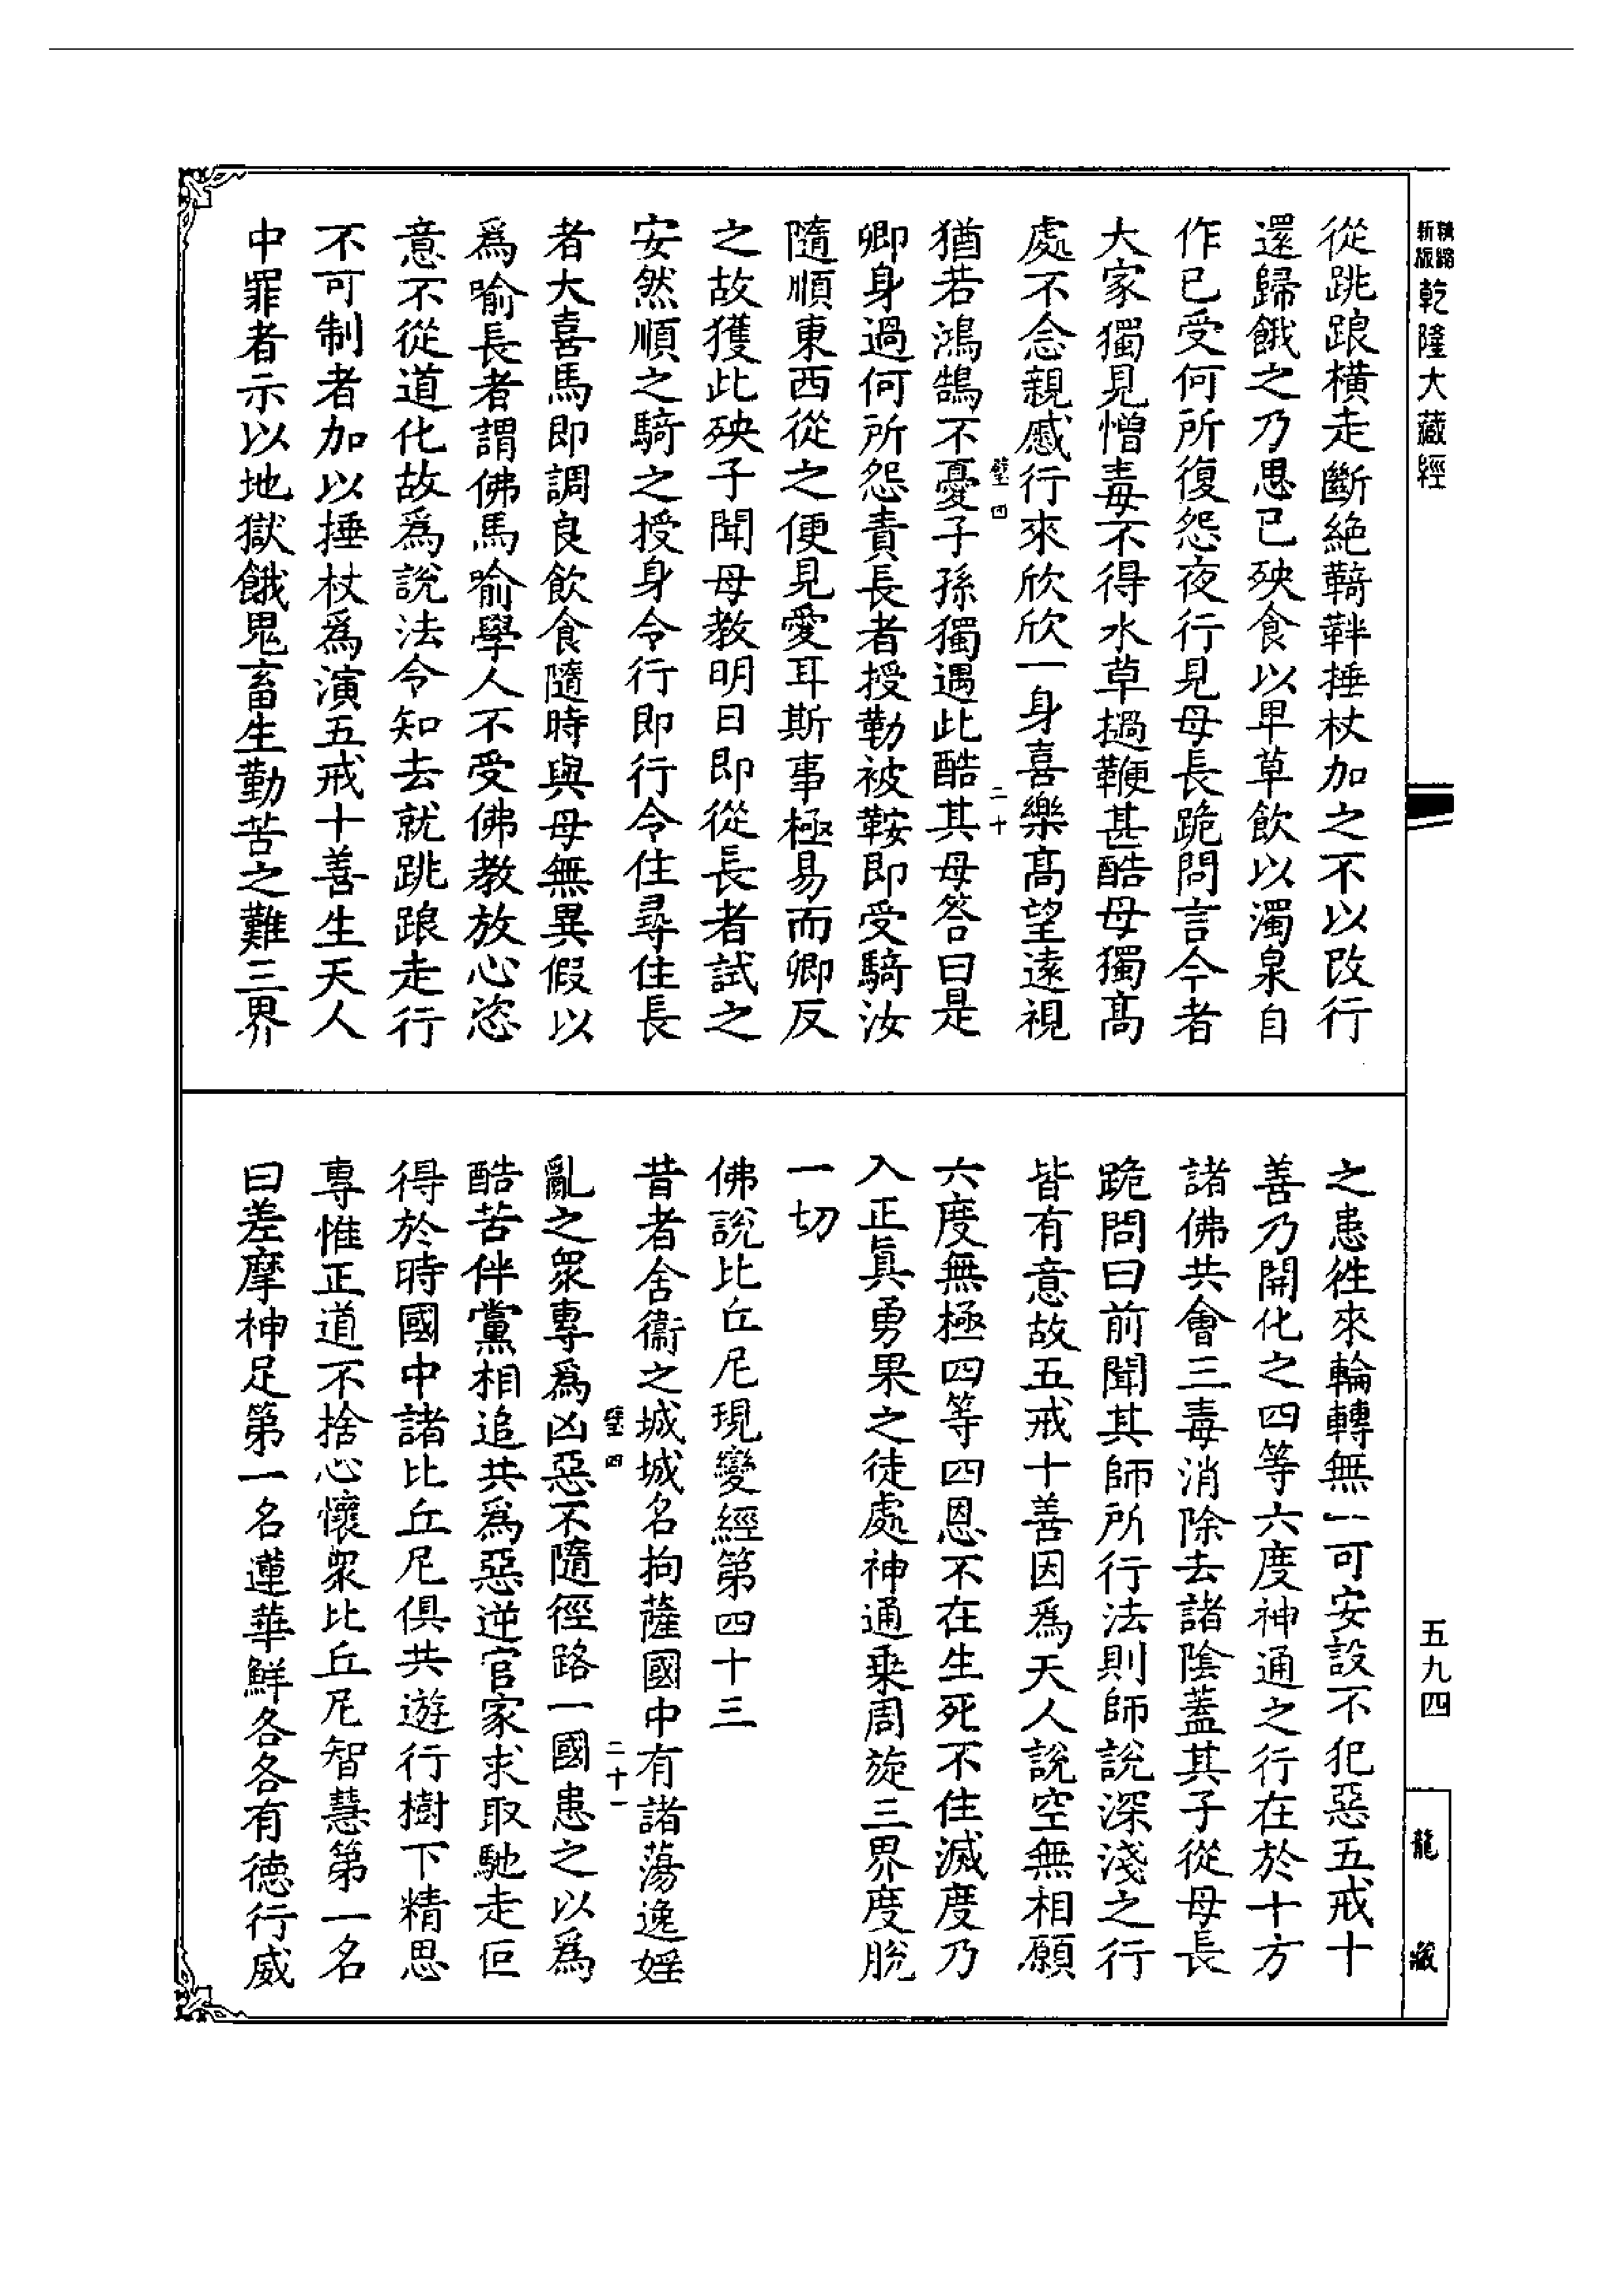 精縮
新版
乾隆大藏經
從跳踉橫走斷絕鞿靽捶杖加之不以改行
還歸餓之乃思已殃食以卑草飲以濁泉自
作已受何所復怨夜行見母長跪問言今者
大家獨見憎毒不得水草撾鞭甚酷母獨高
處不念親慼行來欣欣一身喜樂高望遠視
璧四 二十
猶若鴻鵠不憂子孫獨遇此酷其母答曰是
卿身過何所怨責長者授勒被鞍即受騎汝
隨順東西從之便見愛耳斯事極易而卿反
之故獲此殃子聞母教明日即從長者試之
安然順之騎之授身令行即行令住尋住長
者大喜馬即調良飲食隨時與母無異假以
為喻長者謂佛馬喻學人不受佛教放心恣
意不從道化故為說法令知去就跳踉走行
不可制者加以捶杖為演五戒十善生天人
中罪者示以地獄餓鬼畜生勤苦之難三界
之患徃來輪轉無一可安設不犯惡五戒十
善乃開化之四等六度神通之行在於十方
諸佛共會三毒消除去諸陰蓋其子從母長
跪問曰前聞其師所行法則師說深淺之行
皆有意故五戒十善因為天人說空無相願
六度無極四等四恩不在生死不住滅度乃
入正真勇果之徒處神通乘周旋三界度脫
一切
佛說比丘尼現變經第四十三
昔者舍衞之城城名拘薩國中有諸蕩逸婬
璧四 二十一
亂之衆專為凶惡不隨徑路一國患之以為
酷苦伴黨相追共為惡逆官家求取馳走叵
得於時國中諸比丘尼俱共遊行樹下精思
專惟正道不捨心懷衆比丘尼智慧第一名
曰差摩神足第一名蓮華鮮各各有德行威
五九四
龍藏